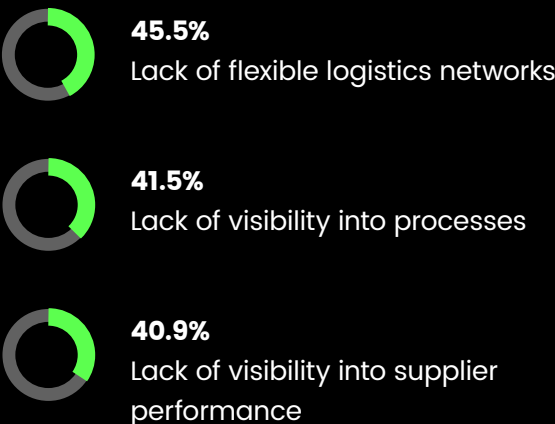 45.5%
Lack of flexible logistics networks
41.5%
Lack of visibility into processes
40.9%
Lack of visibility into supplier
performance